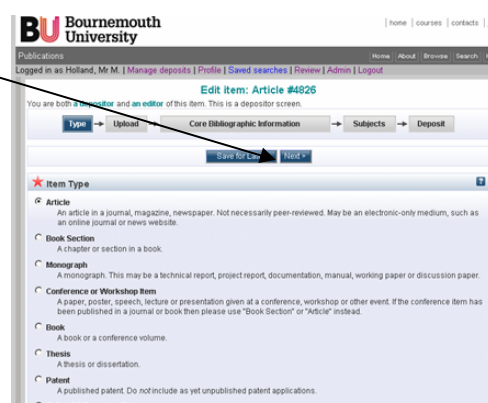 BU Bournemouth University
home | courses | contacts |
Publications
Home | About | Browse | Search |
Logged in as Holland, Mr M. | Manage deposits | Profile | Saved searches | Review | Admin | Logout
Edit item: Article #4826
You are both a depositor and an editor of this item. This is a depositor screen.
Type → Upload → Core Bibliographic Information → Subjects → Deposit
Save for Next >
Item Type ?
Article
An article in a journal, magazine, newspaper. Not necessarily peer-reviewed. May be an electronic-only medium, such as
an online journal or news website.
Book Section
A chapter or section in a book.
Monograph
A monograph. This may be a technical report, project report, documentation, manual, working paper or discussion paper.
Conference or Workshop Item
A paper, poster, speech, lecture or presentation given at a conference, workshop or other event. If the conference item has
been published in a journal or book then please use "Book Section" or "Article" instead.
Book
A book or a conference volume.
Thesis
A thesis or dissertation.
Patent
A published patent. Do not include as yet unpublished patent applications.